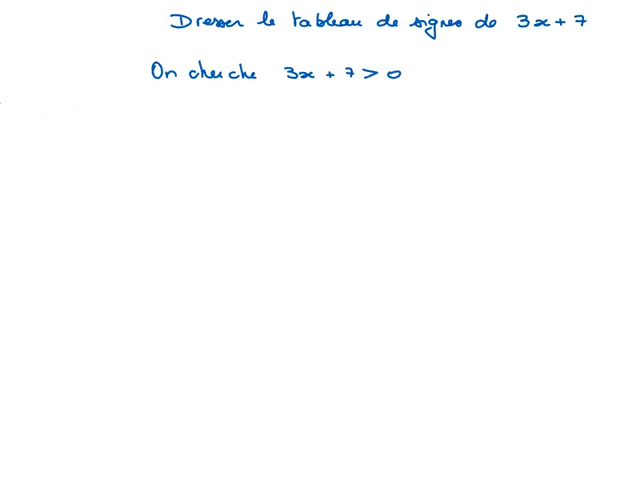 Dresser le tableau de signes de 3x + 7
On cherche 3x + 7 > 0